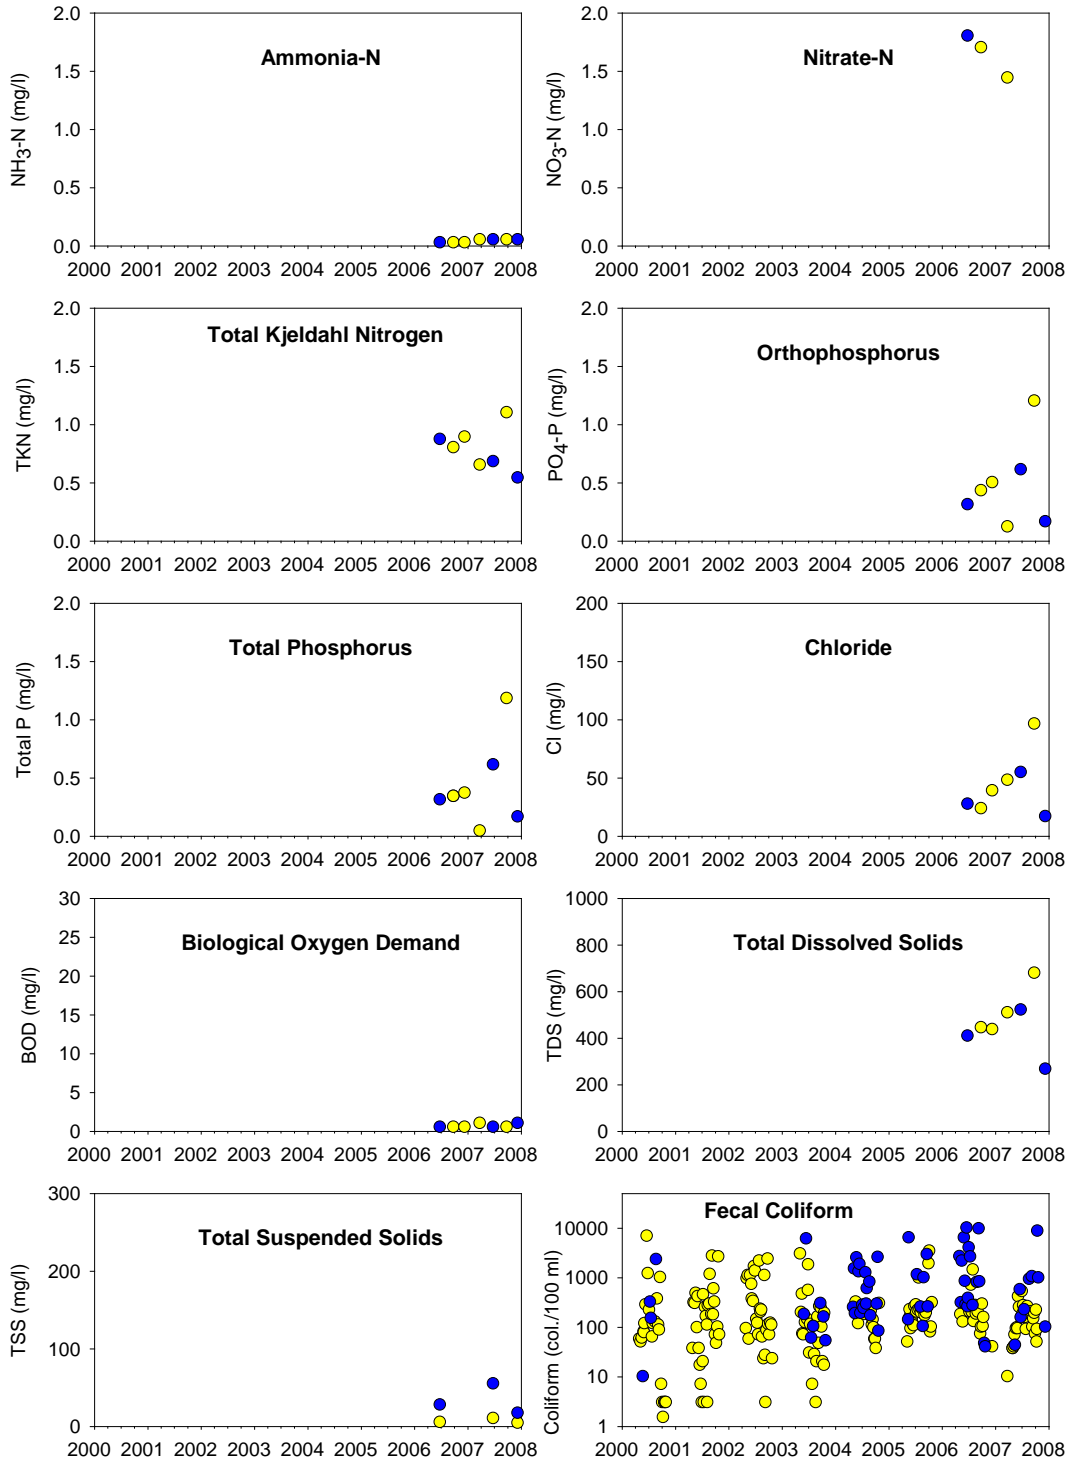 2.0 2.0
Ammonia-N Nitrate-N
1.5 1.5
1.0 1.0
0.5 0.5
0.0 0.0
NH3-N (mg/l) NO3-N (mg/l)
2000 2001 2002 2003 2004 2005 2006 2007 2008 2000 2001 2002 2003 2004 2005 2006 2007 2008
2.0 2.0
Total Kjeldahl Nitrogen Orthophosphorus
1.5 1.5
1.0 1.0
0.5 0.5
0.0 0.0
TKN (mg/l) PO4-P (mg/l)
2000 2001 2002 2003 2004 2005 2006 2007 2008 2000 2001 2002 2003 2004 2005 2006 2007 2008
2.0 200
Total Phosphorus Chloride
1.5 150
1.0 100
0.5 50
0.0 0
Total P (mg/l) Cl (mg/l)
2000 2001 2002 2003 2004 2005 2006 2007 2008 2000 2001 2002 2003 2004 2005 2006 2007 2008
30 1000
Biological Oxygen Demand Total Dissolved Solids
25 800
20 600
15 400
10 200
5 0
0
BOD (mg/l) TDS (mg/l)
2000 2001 2002 2003 2004 2005 2006 2007 2008 2000 2001 2002 2003 2004 2005 2006 2007 2008
300 Fecal Coliform
Total Suspended Solids 10000
200 1000
100 100
0 10
1
TSS (mg/l) Coliform (col./100 ml)
2000 2001 2002 2003 2004 2005 2006 2007 2008 2000 2001 2002 2003 2004 2005 2006 2007 2008